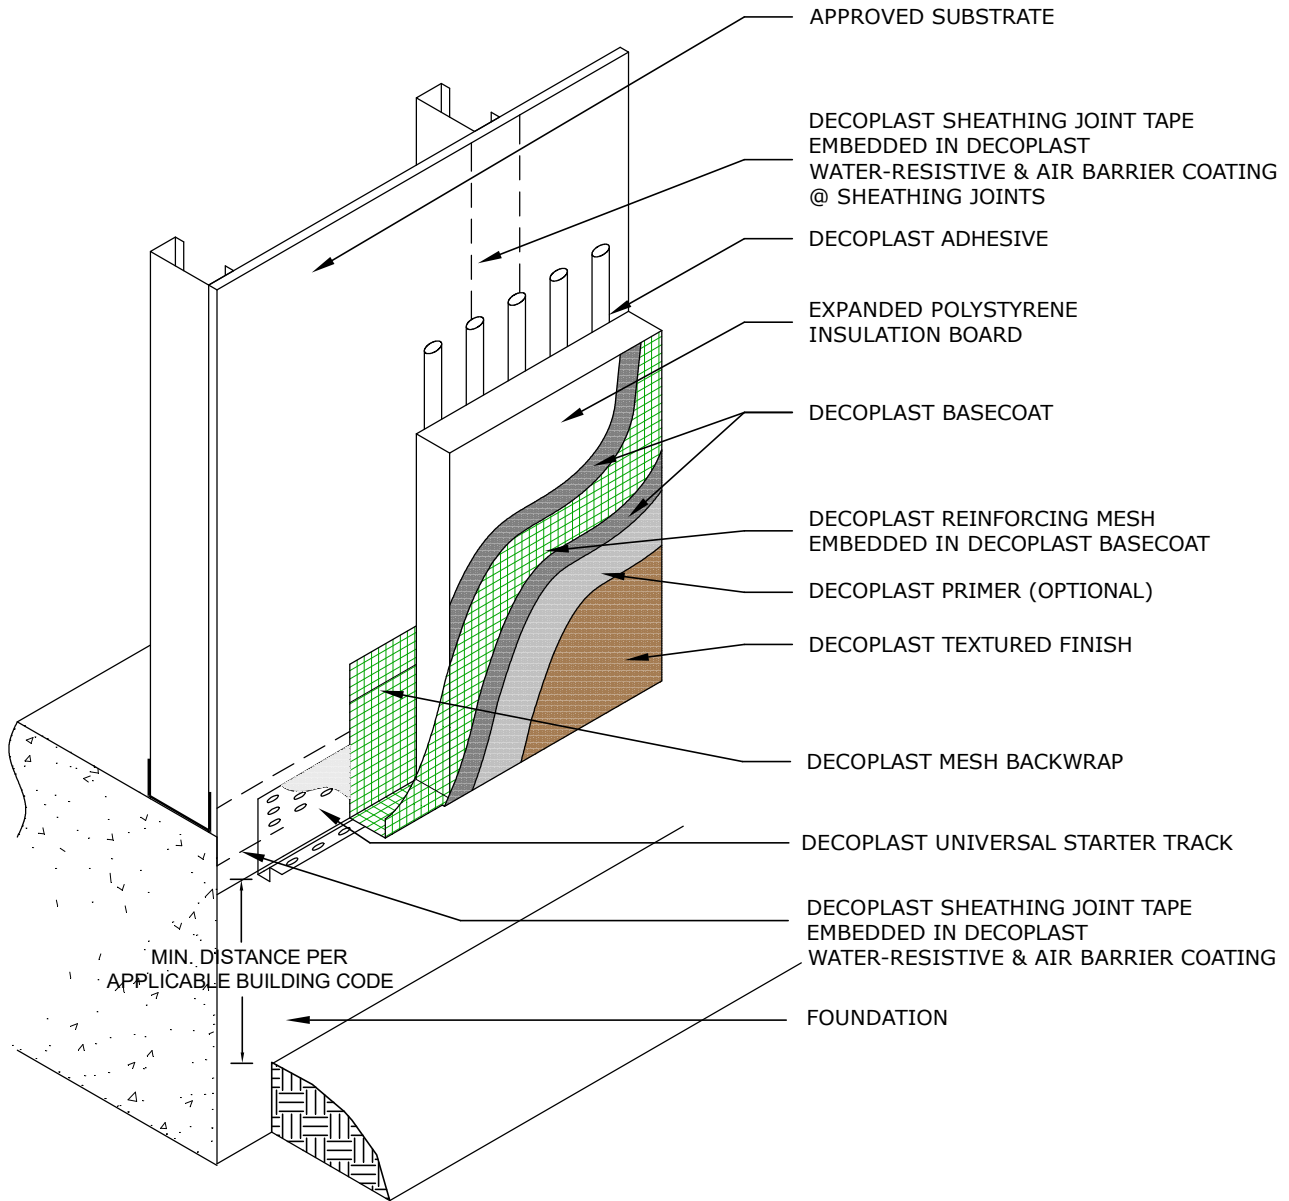 APPROVED SUBSTRATE
DECOPLAST SHEATHING JOINT TAPE
EMBEDDED IN DECOPLAST
WATER-RESISTIVE & AIR BARRIER COATING
@ SHEATHING JOINTS
DECOPLAST ADHESIVE
EXPANDED POLYSTYRENE
INSULATION BOARD
DECOPLAST BASECOAT
DECOPLAST REINFORCING MESH
EMBEDDED IN DECOPLAST BASECOAT
DECOPLAST PRIMER (OPTIONAL)
DECOPLAST TEXTURED FINISH
DECOPLAST MESH BACKWRAP
DECOPLAST UNIVERSAL STARTER TRACK
DECOPLAST SHEATHING JOINT TAPE
EMBEDDED IN DECOPLAST
WATER-RESISTIVE & AIR BARRIER COATING
MIN. DISTANCE PER
APPLICABLE BUILDING CODE
FOUNDATION